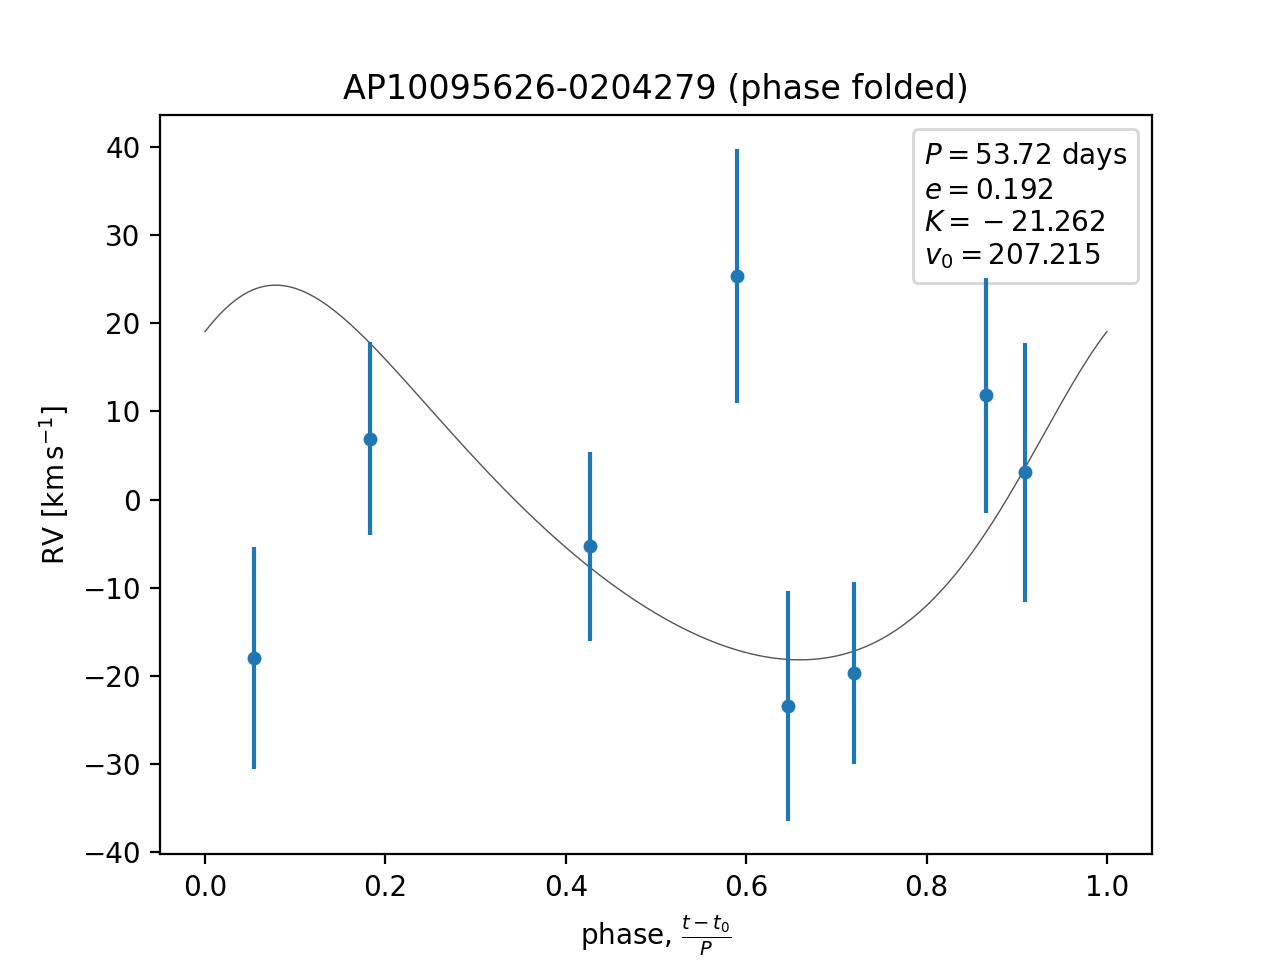 AP10095626-0204279 (phase folded)
P = 53.72 days
e = 0.192
K = −21.262
v₀ = 207.215
RV [km s⁻¹]
40
30
20
10
0
−10
−20
−30
−40
0.0 0.2 0.4 0.6 0.8 1.0
phase, (t − t₀)/P